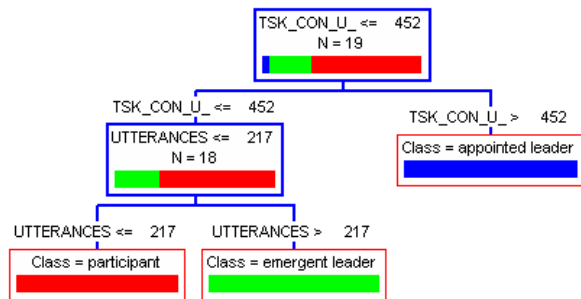 TSK_CON_U_ <= 452
N = 19
TSK_CON_U_ <= 452
TSK_CON_U_ > 452
UTTERANCES <= 217
N = 18
Class = appointed leader
UTTERANCES <= 217
UTTERANCES > 217
Class = participant
Class = emergent leader